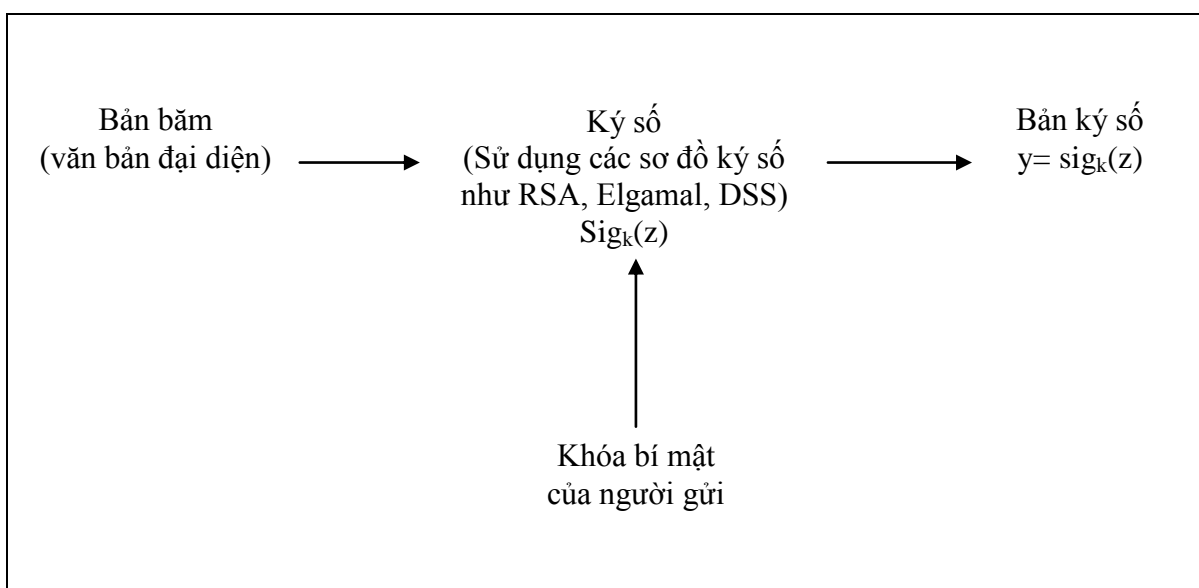 Bản băm
(văn bản đại diện)
Ký số
(Sử dụng các sơ đồ ký số
như RSA, Elgamal, DSS)
Sigₖ(z)
Bản ký số
y= sigₖ(z)
Khóa bí mật
của người gửi